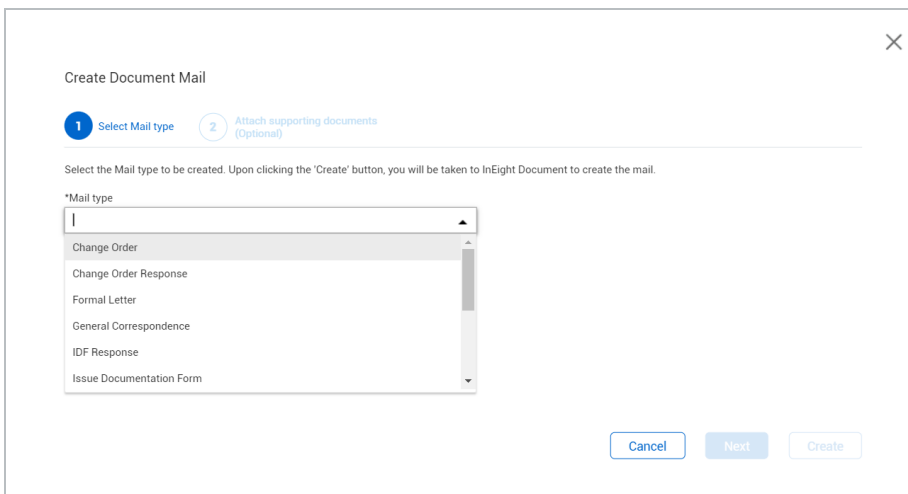 Create Document Mail
1 Select Mail type 2 Attach supporting documents
(Optional)
Select the Mail type to be created. Upon clicking the 'Create' button, you will be taken to InEight Document to create the mail.
*Mail type
Change Order
Change Order Response
Formal Letter
General Correspondence
IDF Response
Issue Documentation Form
Cancel Next Create